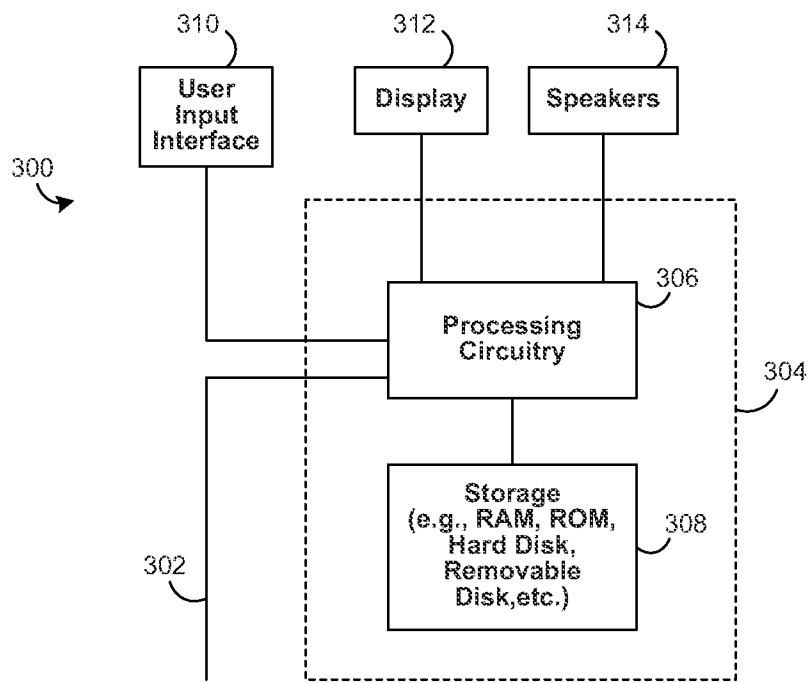 310
312
314
User
Input
Interface
Display
Speakers
300
306
Processing
Circuitry
304
Storage
(e.g., RAM, ROM,
Hard Disk,
Removable
Disk,etc.)
308
302